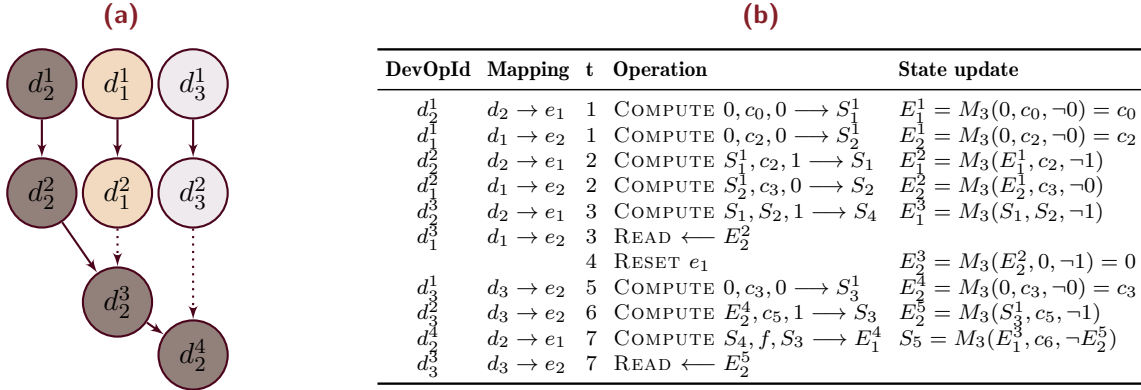 (a)
d_2^1 d_1^1 d_3^1
d_2^2 d_1^2 d_3^2
d_2^3
d_2^4
(b)
DevOpId Mapping t Operation State update
d_2^1 d_2 → e_1 1 COMPUTE 0, c_0, 0 ⟶ S_1^1 E_1^1 = M_3(0, c_0, ¬0) = c_0
d_1^1 d_1 → e_2 1 COMPUTE 0, c_2, 0 ⟶ S_2^1 E_2^1 = M_3(0, c_2, ¬0) = c_2
d_2^2 d_2 → e_1 2 COMPUTE S_1^1, c_2, 1 ⟶ S_1 E_1^2 = M_3(E_1^1, c_2, ¬1)
d_1^2 d_1 → e_2 2 COMPUTE S_2^1, c_3, 0 ⟶ S_2 E_2^2 = M_3(E_2^1, c_3, ¬0)
d_2^3 d_2 → e_1 3 COMPUTE S_1, S_2, 1 ⟶ S_4 E_1^3 = M_3(S_1, S_2, ¬1)
d_1^3 d_1 → e_2 3 READ ⟵ E_2^2
4 RESET e_1 E_2^3 = M_3(E_2^2, 0, ¬1) = 0
d_3^1 d_3 → e_2 5 COMPUTE 0, c_3, 0 ⟶ S_3^1 E_2^4 = M_3(0, c_3, ¬0) = c_3
d_3^2 d_3 → e_2 6 COMPUTE E_2^4, c_5, 1 ⟶ S_3 E_2^5 = M_3(S_3^1, c_5, ¬1)
d_2^4 d_2 → e_1 7 COMPUTE S_4, f, S_3 ⟶ E_1^4 S_5 = M_3(E_1^3, c_6, ¬E_2^5)
d_3^3 d_3 → e_2 7 READ ⟵ E_2^5